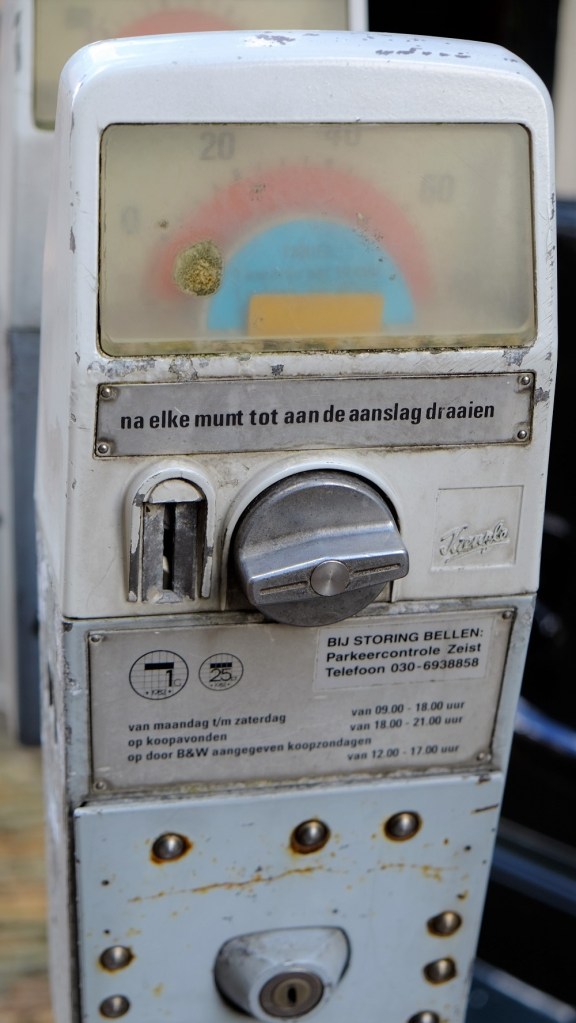 20 40
0 60
na elke munt tot aan de aanslag draaien
BIJ STORING BELLEN:
Parkeercontrole Zeist
Telefoon 030-6938858
1G 25
1982
van maandag t/m zaterdag van 09.00 - 18.00 uur
op koopavonden van 18.00 - 21.00 uur
op door B&W aangegeven koopzondagen van 12.00 - 17.00 uur